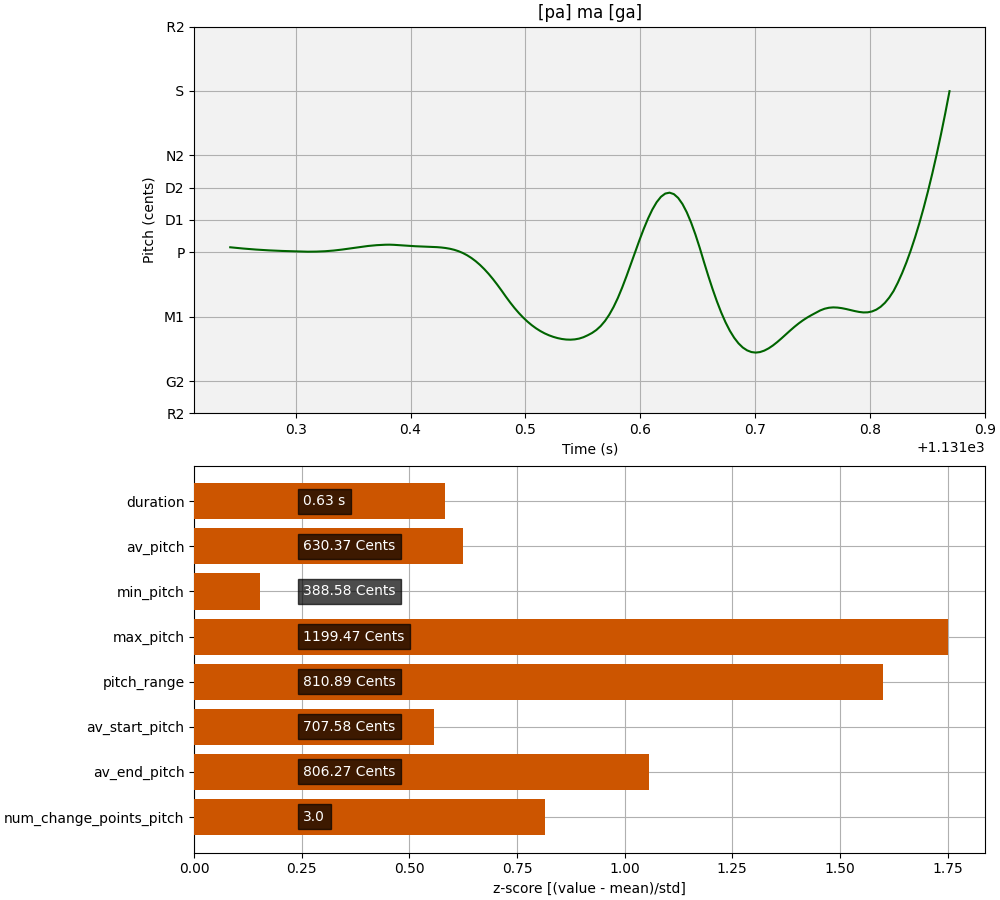 [pa] ma [ga]
R2
S
N2
D2
D1
P
M1
G2
R2
Pitch (cents)
0.3 0.4 0.5 0.6 0.7 0.8 0.9
Time (s)
+1.131e3
duration 0.63 s
av_pitch 630.37 Cents
min_pitch 388.58 Cents
max_pitch 1199.47 Cents
pitch_range 810.89 Cents
av_start_pitch 707.58 Cents
av_end_pitch 806.27 Cents
num_change_points_pitch 3.0
0.00 0.25 0.50 0.75 1.00 1.25 1.50 1.75
z-score [(value - mean)/std]